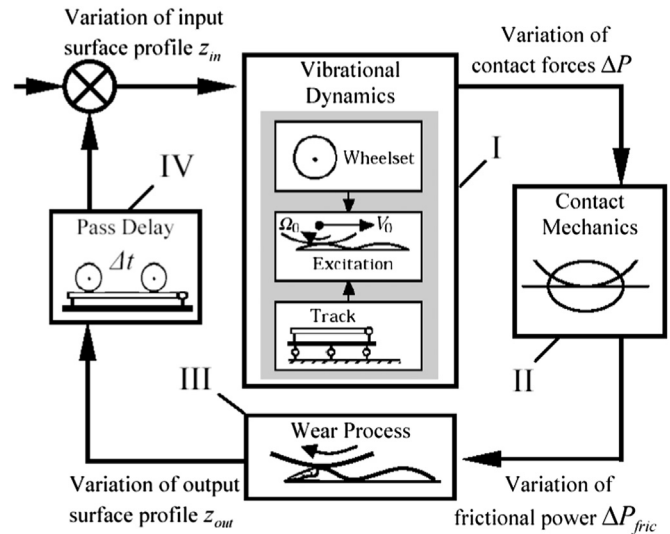 Variation of input
surface profile z_in
Vibrational
Dynamics
Wheelset
Ω₀
V₀
Excitation
Track
I
Variation of
contact forces ΔP
Contact
Mechanics
II
IV
Pass Delay
Δt
III
Wear Process
Variation of output
surface profile z_out
Variation of
frictional power ΔP_fric